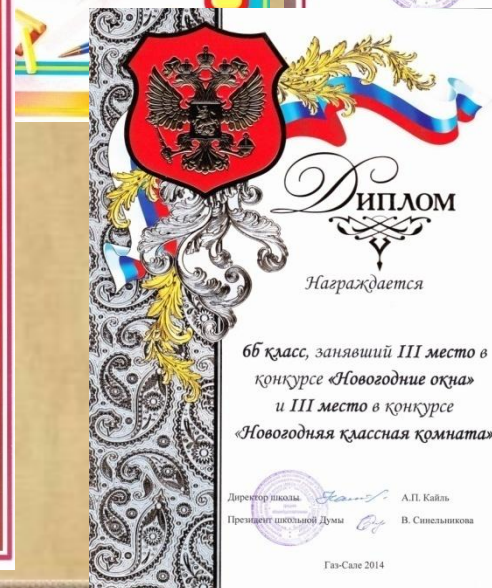 Диплом
Награждается
6б класс, занявший III место в
конкурсе «Новогодние окна»
и III место в конкурсе
«Новогодняя классная комната»
Директор школы А.П. Кайль
Президент школьной Думы В. Синельникова
Газ-Сале 2014